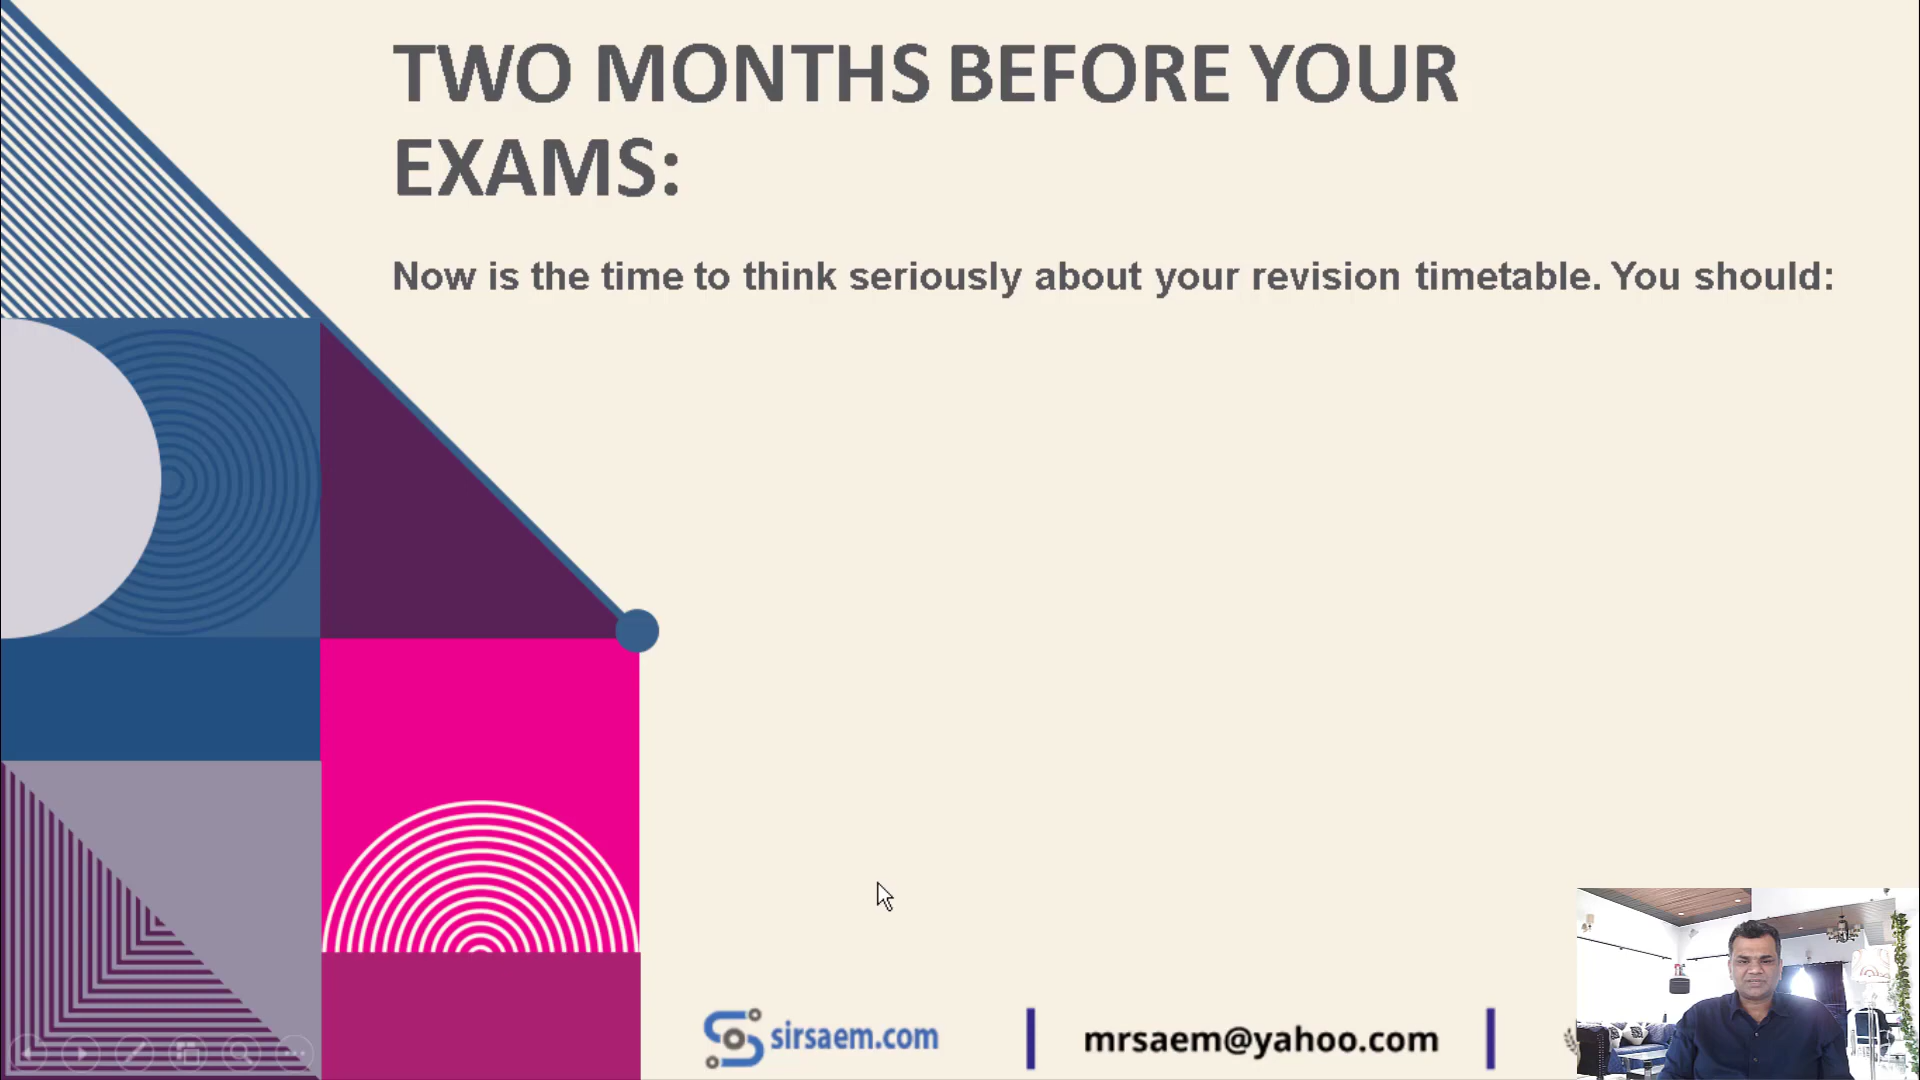 TWO MONTHS BEFORE YOUR
EXAMS:
Now is the time to think seriously about your revision timetable. You should:
sirsaem.com
mrsaem@yahoo.com